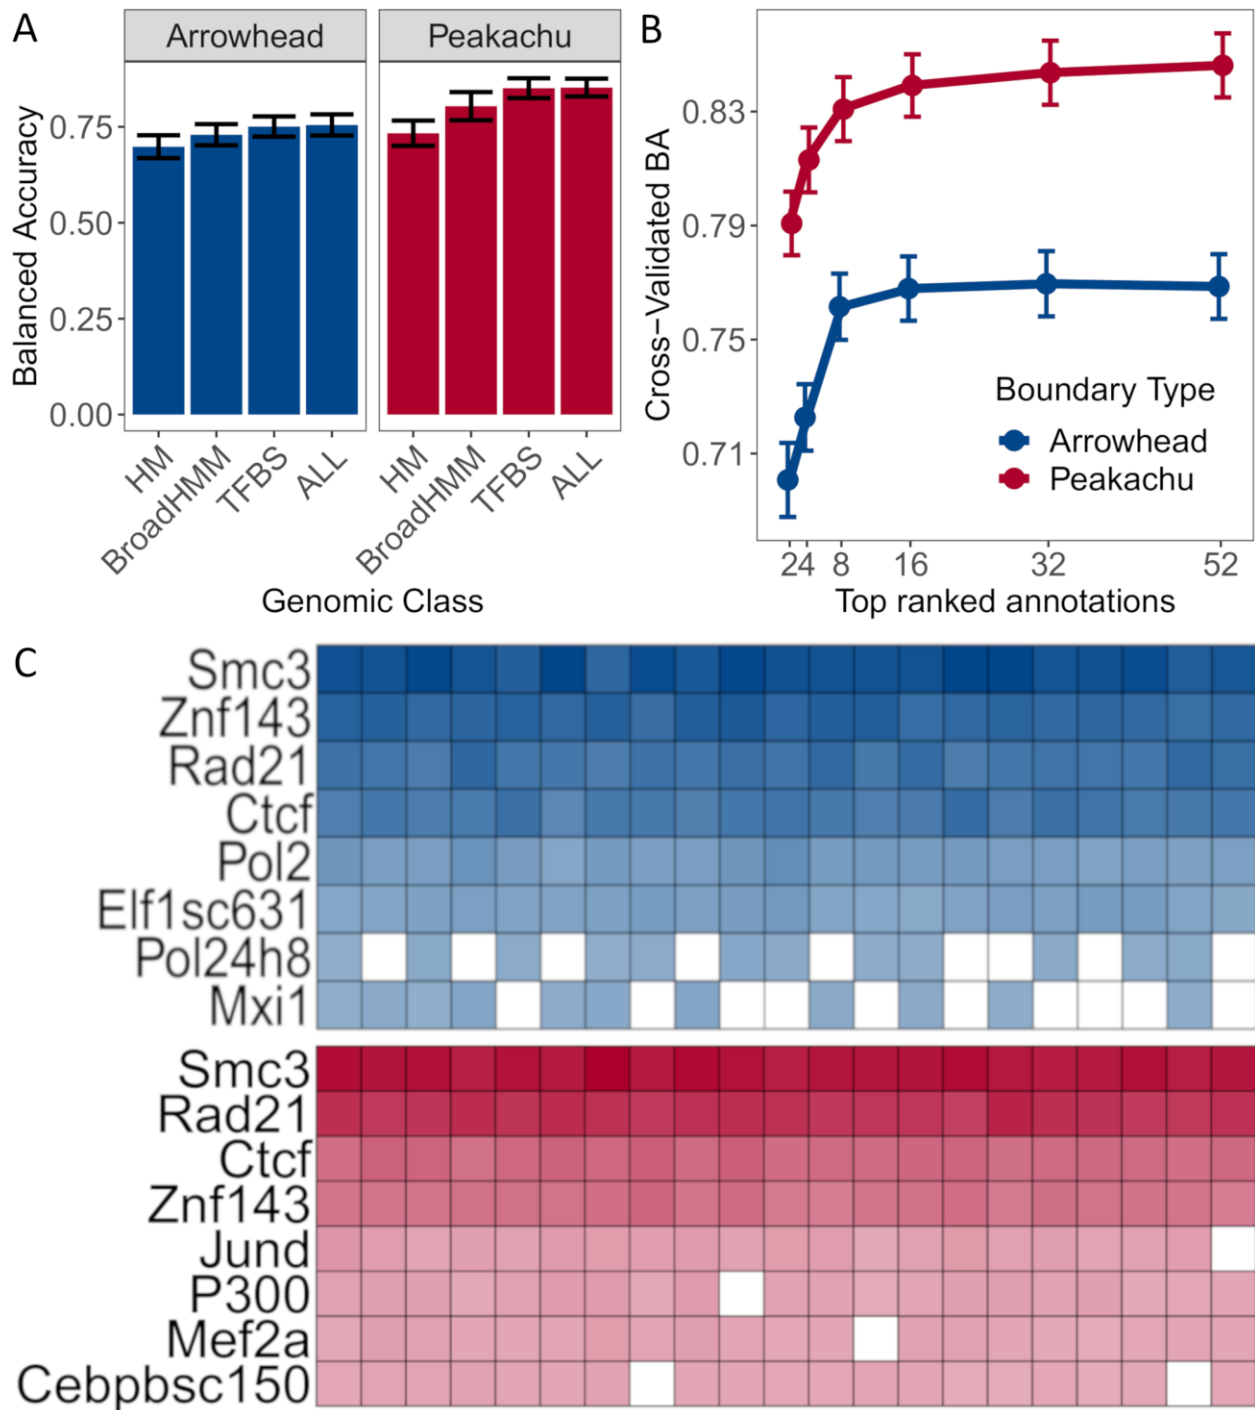 A
Arrowhead
Peakachu
Balanced Accuracy
0.75
0.50
0.25
0.00
HM
BroadHMM
TFBS
ALL
HM
BroadHMM
TFBS
ALL
Genomic Class
B
Cross-Validated BA
0.83
0.79
0.75
0.71
Boundary Type
Arrowhead
Peakachu
2 4 8 16 32 52
Top ranked annotations
C
Smc3
Znf143
Rad21
Ctcf
Pol2
Elf1sc631
Pol24h8
Mxi1
Smc3
Rad21
Ctcf
Znf143
Jund
P300
Mef2a
Cebpbsc150